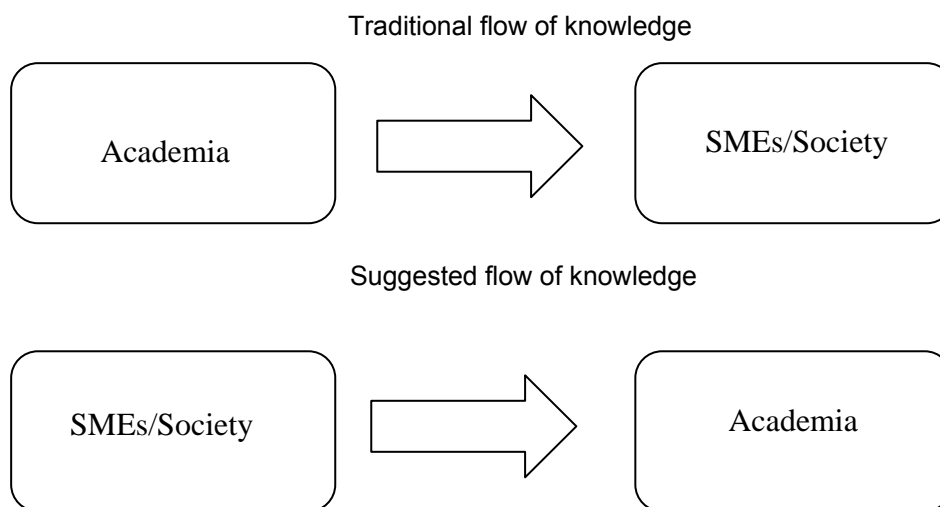 Traditional flow of knowledge
Academia
SMEs/Society
Suggested flow of knowledge
SMEs/Society
Academia